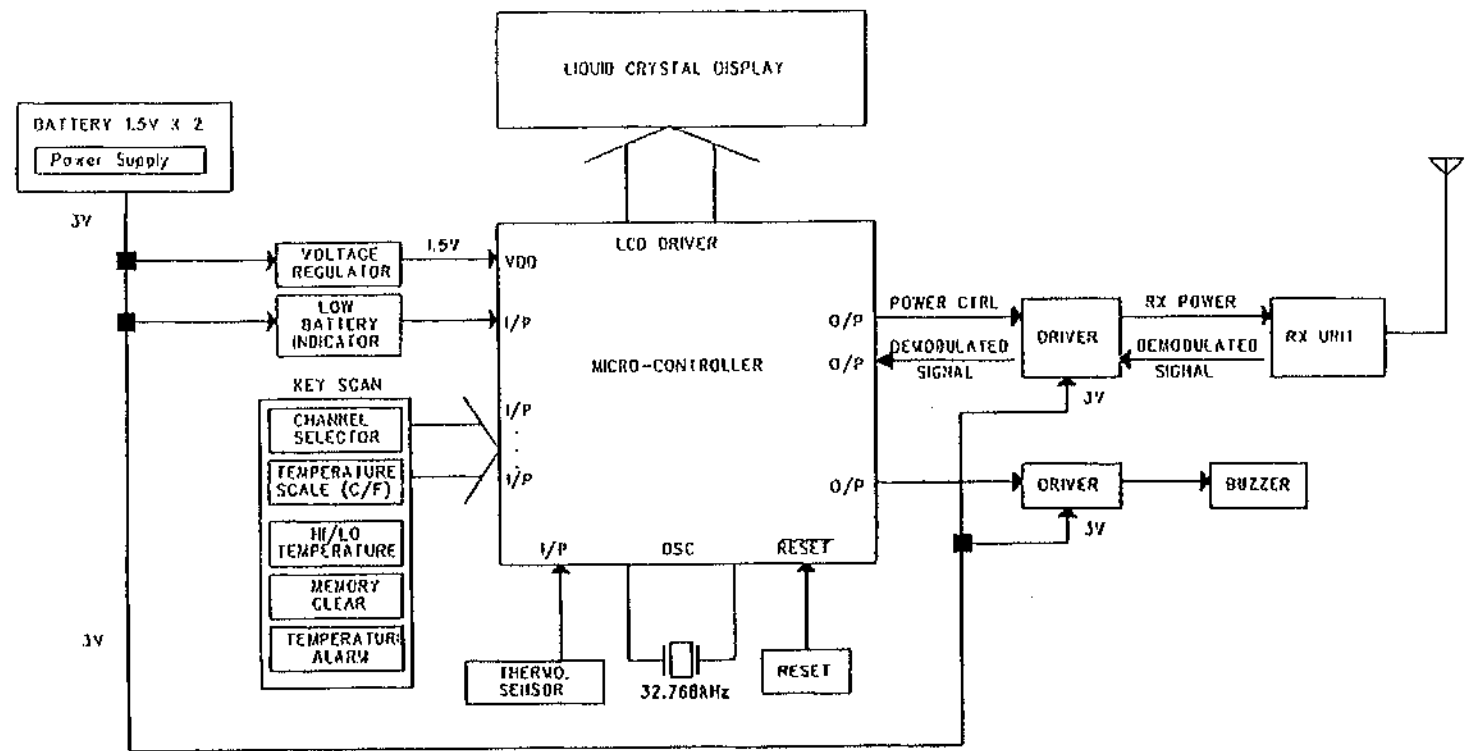 LIQUID CRYSTAL DISPLAY
BATTERY 1.5V X 2
Power Supply
3V
VOLTAGE
REGULATOR
1.5V
VDD
LCD DRIVER
LOW
BATTERY
INDICATOR
I/P
MICRO-CONTROLLER
O/P
POWER CTRL
DRIVER
RX POWER
RX UNIT
O/P
DEMODULATED
SIGNAL
DEMODULATED
SIGNAL
3V
KEY SCAN
CHANNEL
SELECTOR
TEMPERATURE
SCALE (C/F)
HI/LO
TEMPERATURE
MEMORY
CLEAR
TEMPERATUR
ALARM
I/P
I/P
O/P
DRIVER
BUZZER
3V
I/P
OSC
RESET
3V
THERMO.
SENSOR
32.768kHz
RESET